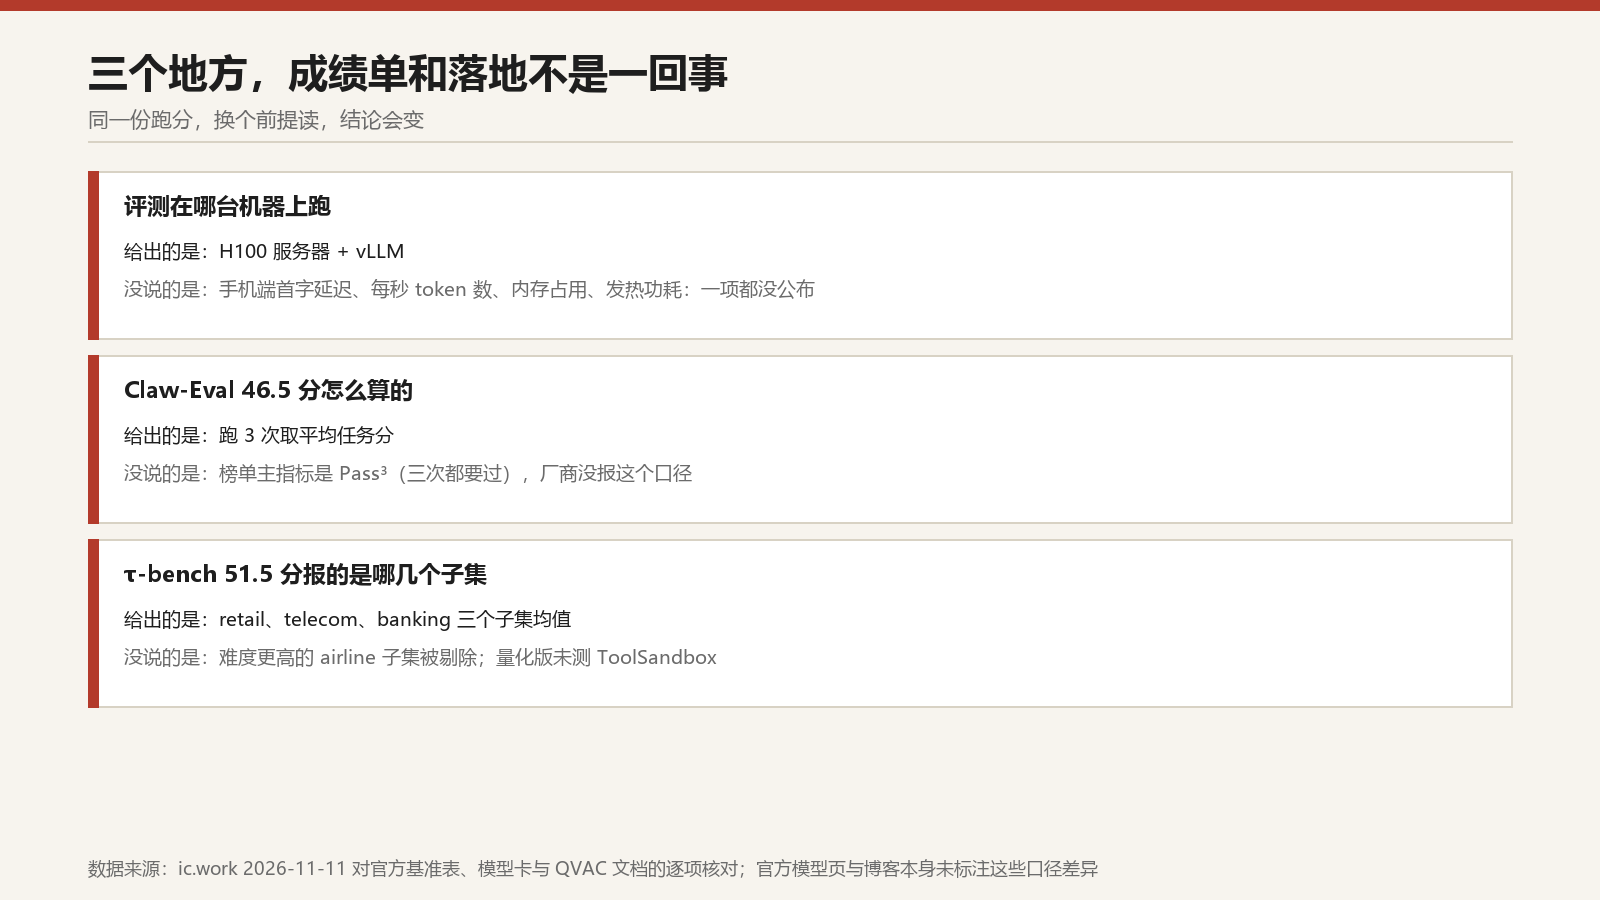 三个地方，成绩单和落地不是一回事
同一份跑分，换个前提读，结论会变
评测在哪台机器上跑
给出的是：H100 服务器 + vLLM
没说的是：手机端首字延迟、每秒 token 数、内存占用、发热功耗：一项都没公布
Claw-Eval 46.5 分怎么算的
给出的是：跑 3 次取平均任务分
没说的是：榜单主指标是 Pass³（三次都要过），厂商没报这个口径
τ-bench 51.5 分报的是哪几个子集
给出的是：retail、telecom、banking 三个子集均值
没说的是：难度更高的 airline 子集被剔除；量化版未测 ToolSandbox
数据来源：ic.work 2026-11-11 对官方基准表、模型卡与 QVAC 文档的逐项核对；官方模型页与博客本身未标注这些口径差异